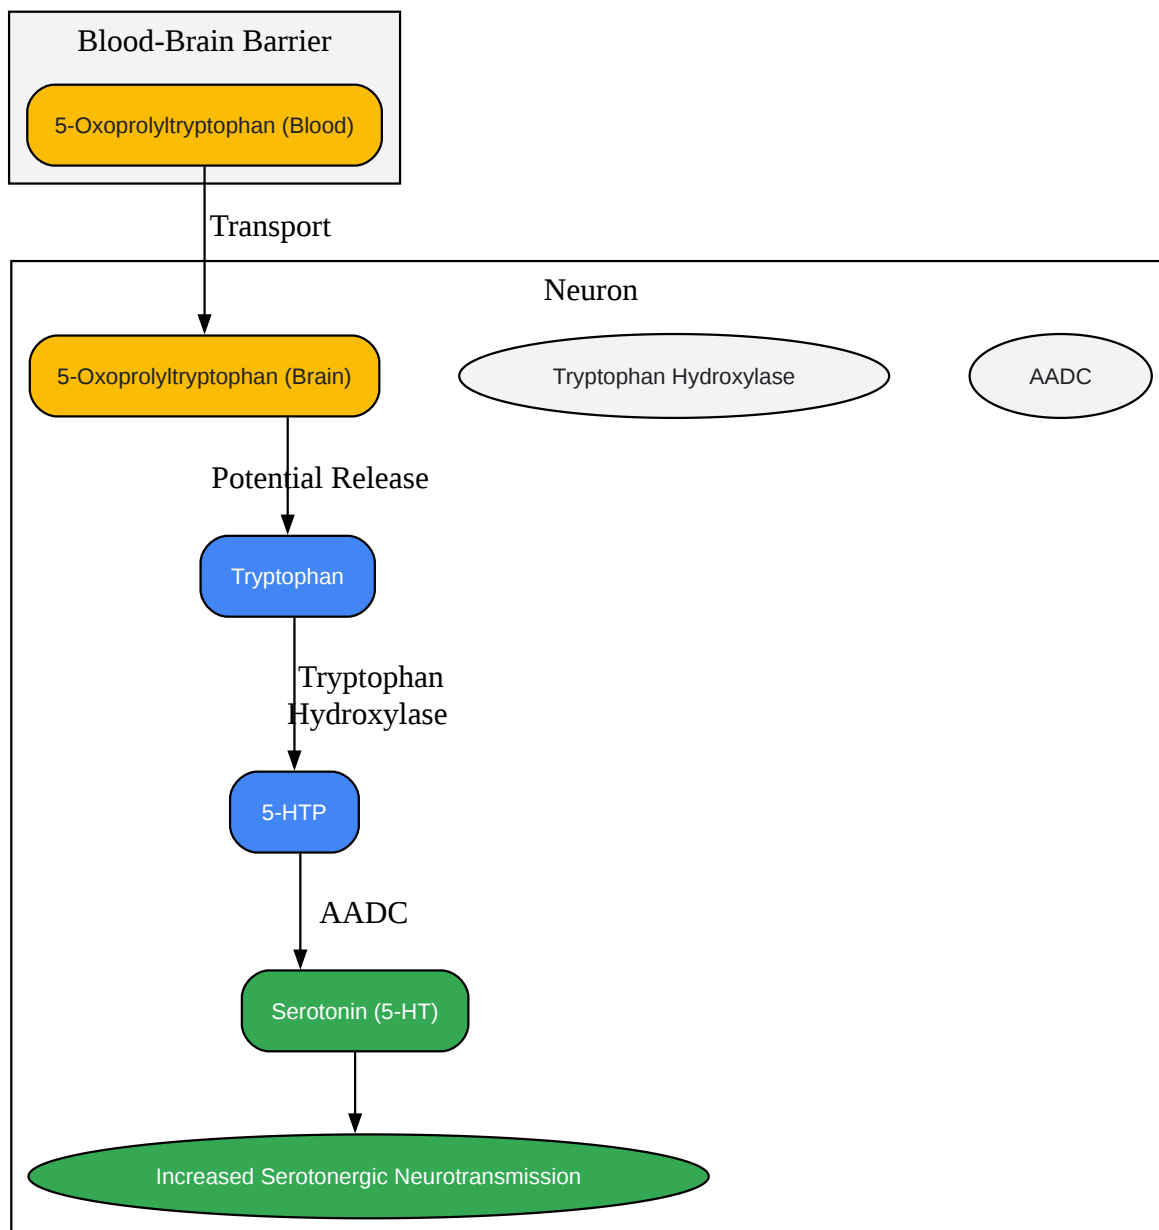 Blood-Brain Barrier
5-Oxoprolyltryptophan (Blood)
Transport
Neuron
5-Oxoprolyltryptophan (Brain)
Tryptophan Hydroxylase
AADC
Potential Release
Tryptophan
Tryptophan
Hydroxylase
5-HTP
AADC
Serotonin (5-HT)
Increased Serotonergic Neurotransmission